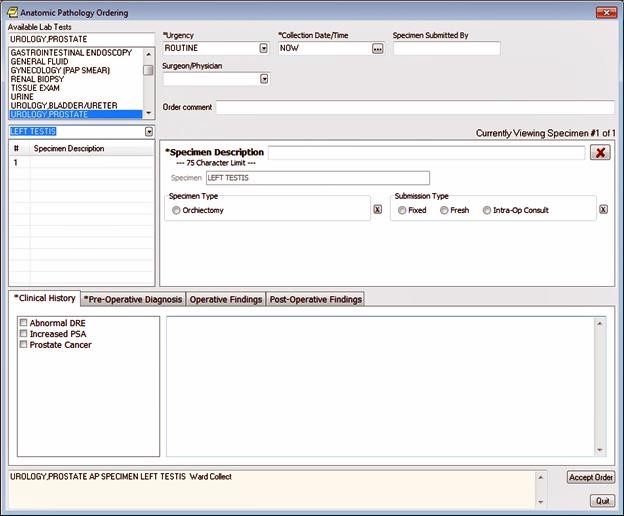 Anatomic Pathology Ordering
Available Lab Tests
UROLOGY,PROSTATE
GASTROINTESTINAL ENDOSCOPY
GENERAL FLUID
GYNECOLOGY (PAP SMEAR)
RENAL BIOPSY
TISSUE EXAM
URINE
UROLOGY,BLADDER/URETER
UROLOGY,PROSTATE
*Urgency
ROUTINE
*Collection Date/Time
NOW
Specimen Submitted By
Surgeon/Physician
Order comment
LEFT TESTIS
Currently Viewing Specimen #1 of 1
# Specimen Description
1
*Specimen Description
--- 75 Character Limit ---
Specimen LEFT TESTIS
Specimen Type
Orchiectomy
X
Submission Type
Fixed Fresh Intra-Op Consult
X
*Clinical History *Pre-Operative Diagnosis Operative Findings Post-Operative Findings
Abnormal DRE
Increased PSA
Prostate Cancer
UROLOGY,PROSTATE AP SPECIMEN LEFT TESTIS Ward Collect
Accept Order
Quit